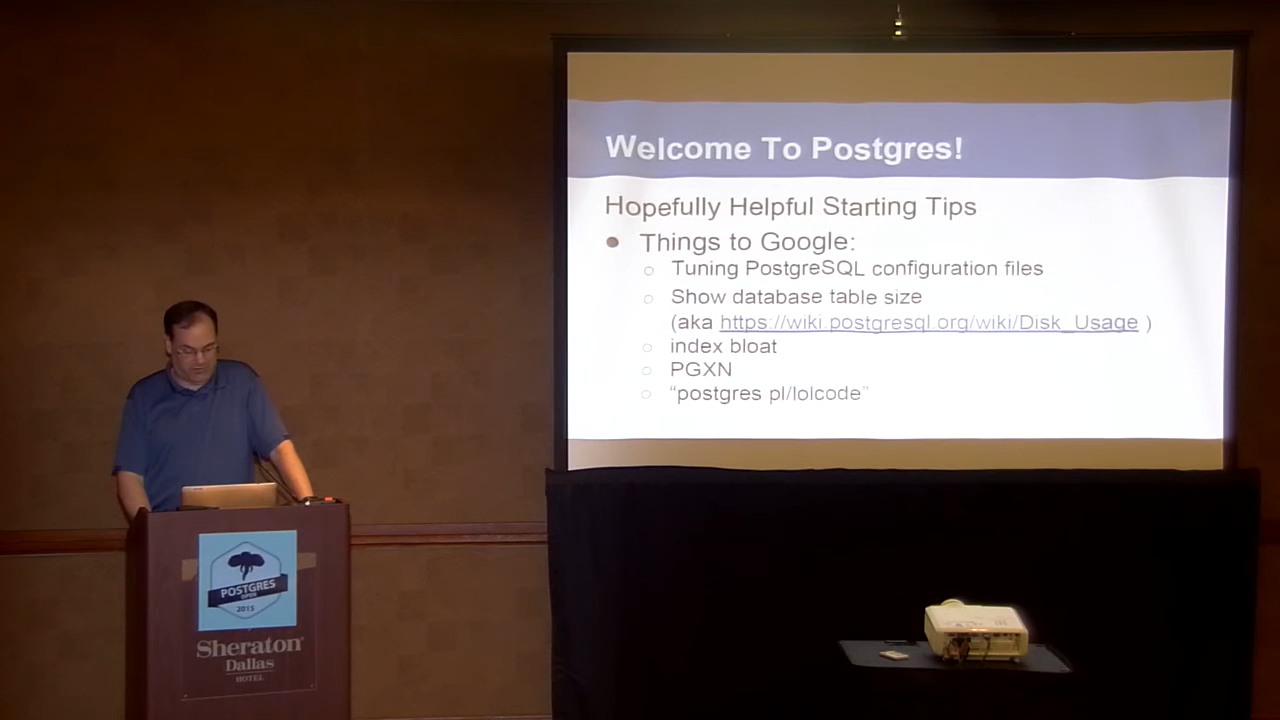 Welcome To Postgres!
Hopefully Helpful Starting Tips
● Things to Google:
○ Tuning PostgreSQL configuration files
○ Show database table size
(aka https://wiki.postgresql.org/wiki/Disk_Usage )
○ index bloat
○ PGXN
○ “postgres pl/lolcode”
POSTGRES
OPEN
2015
Sheraton
Dallas
HOTEL